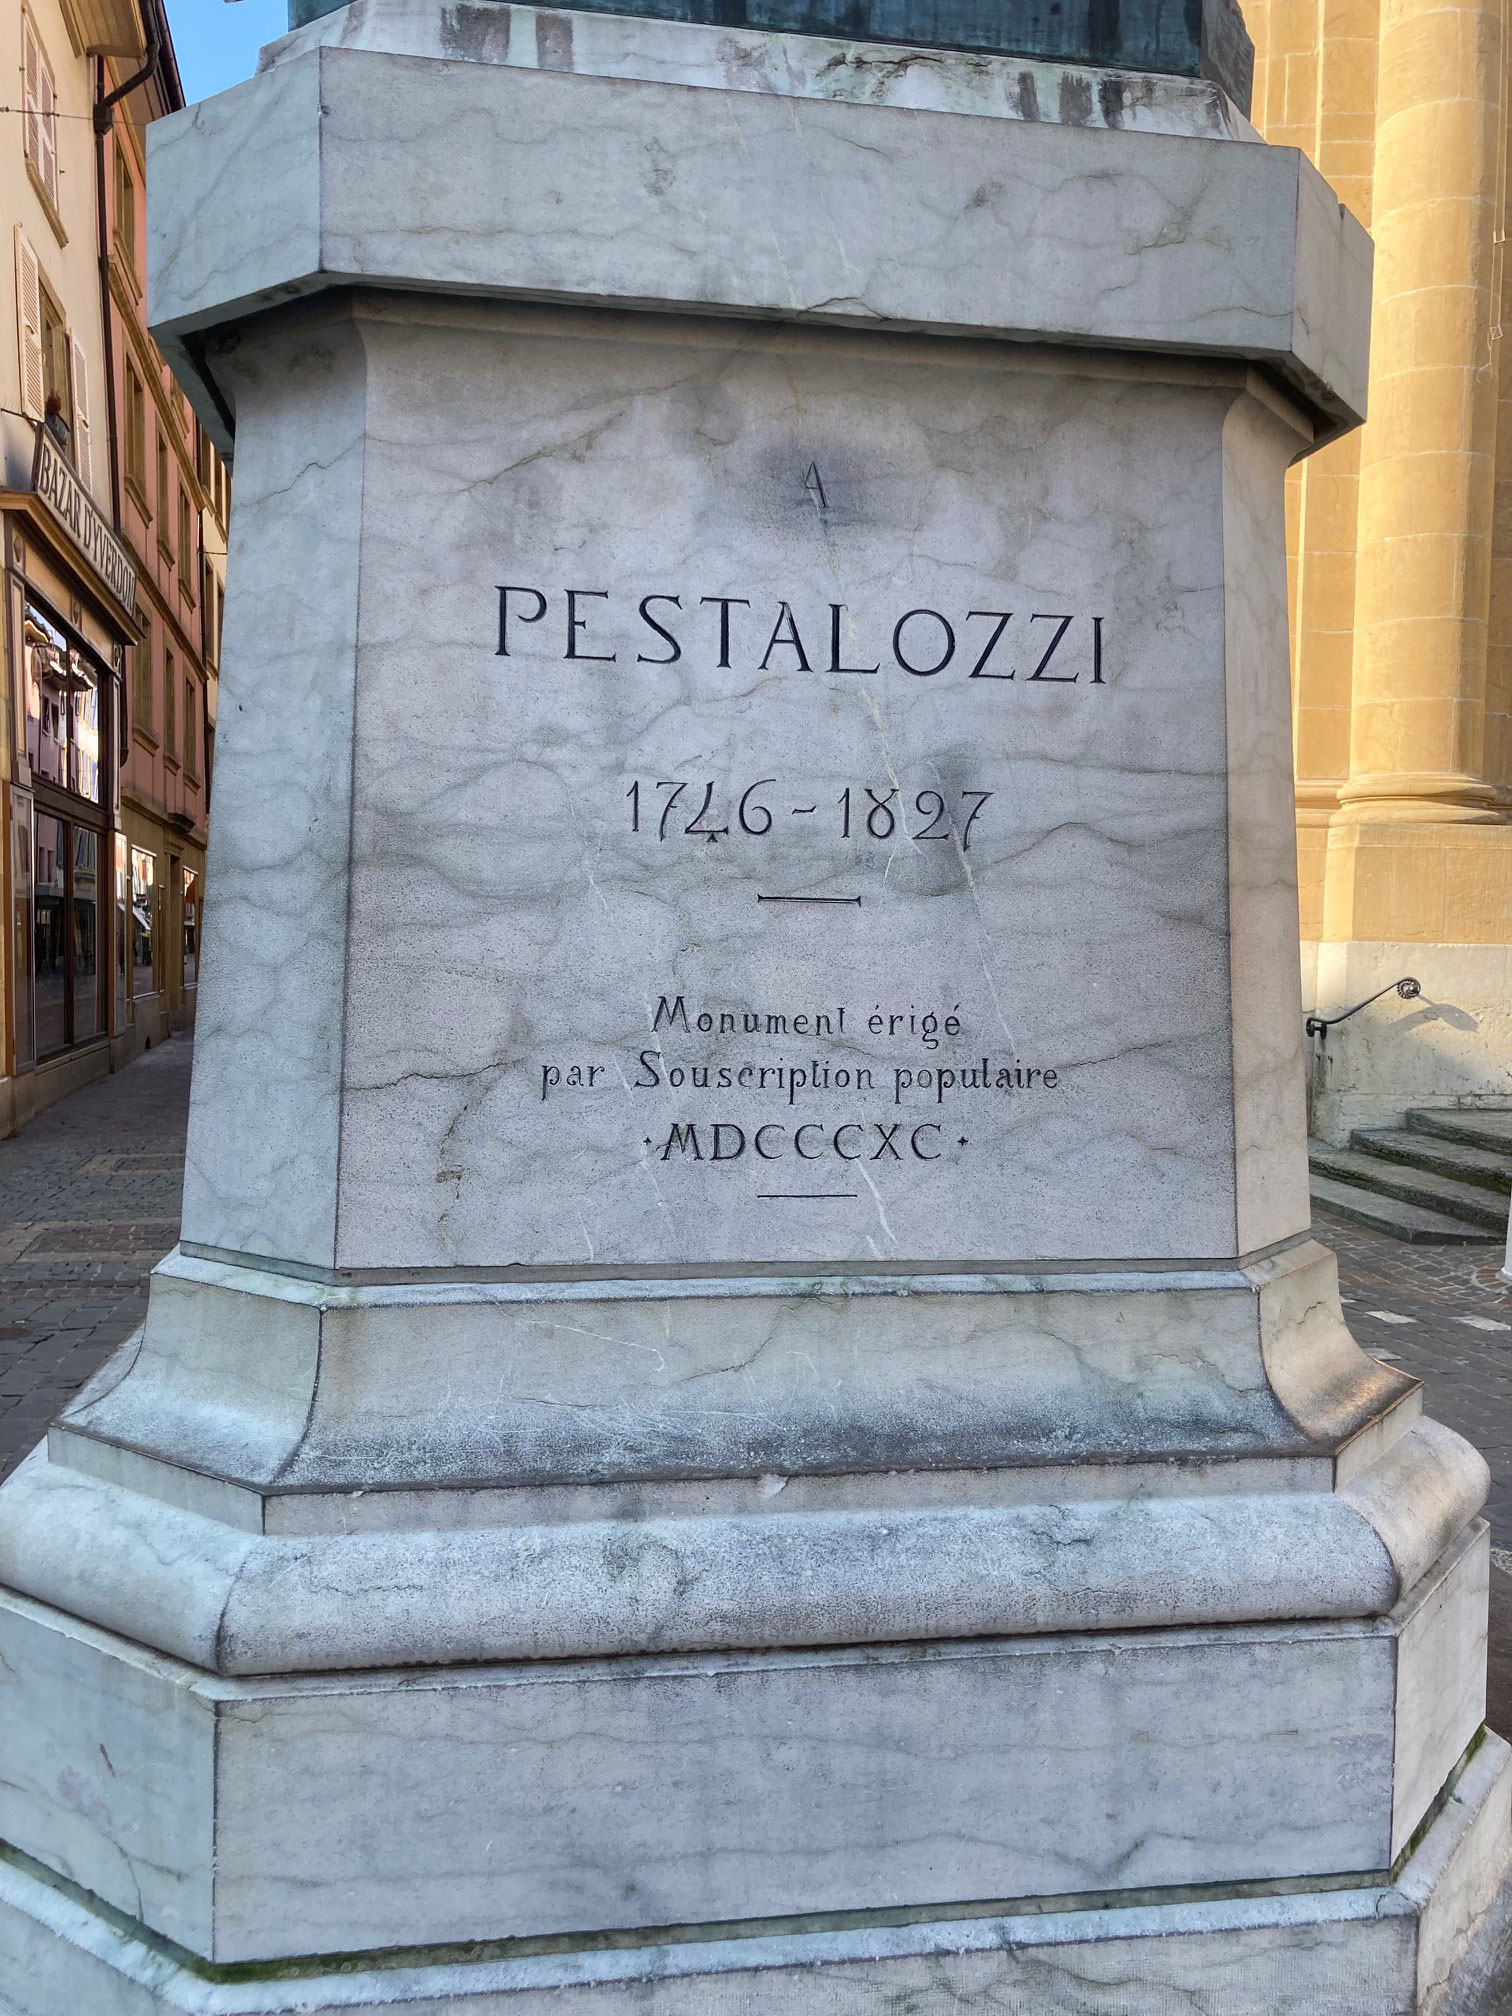 BAZAR D'YVERDON
A
PESTALOZZI
1746-1827
Monument érigé
par Souscription populaire
·MDCCCXC·